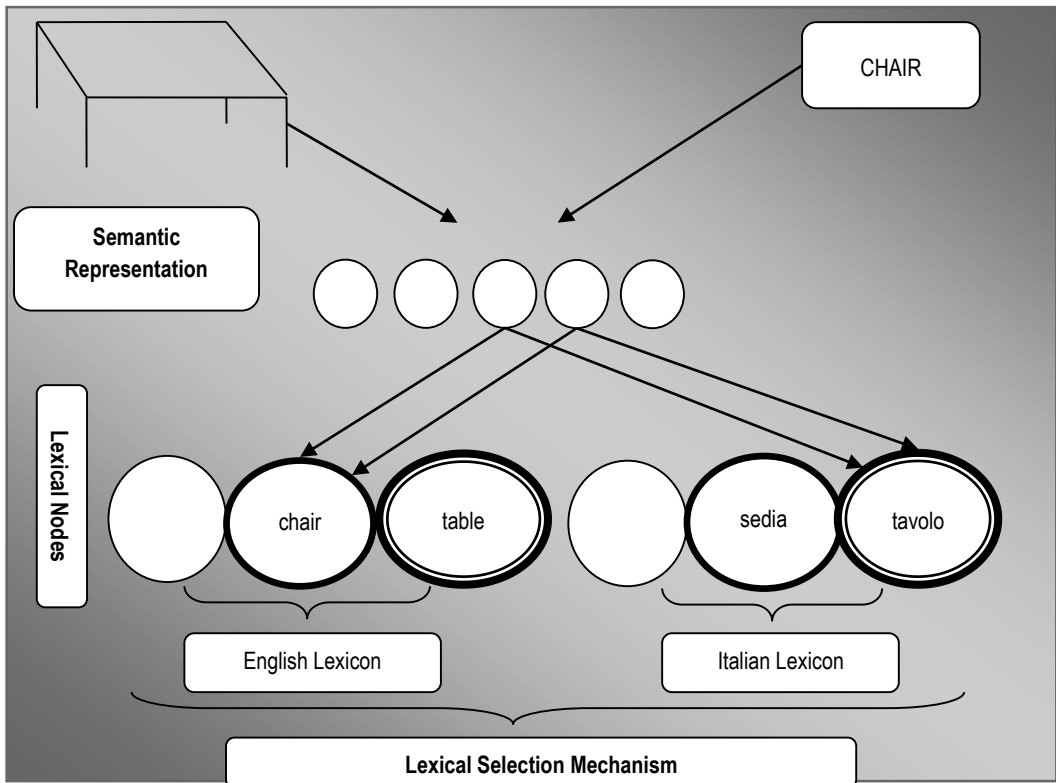 CHAIR
Semantic
Representation
Lexical Nodes
chair
table
sedia
tavolo
English Lexicon
Italian Lexicon
Lexical Selection Mechanism